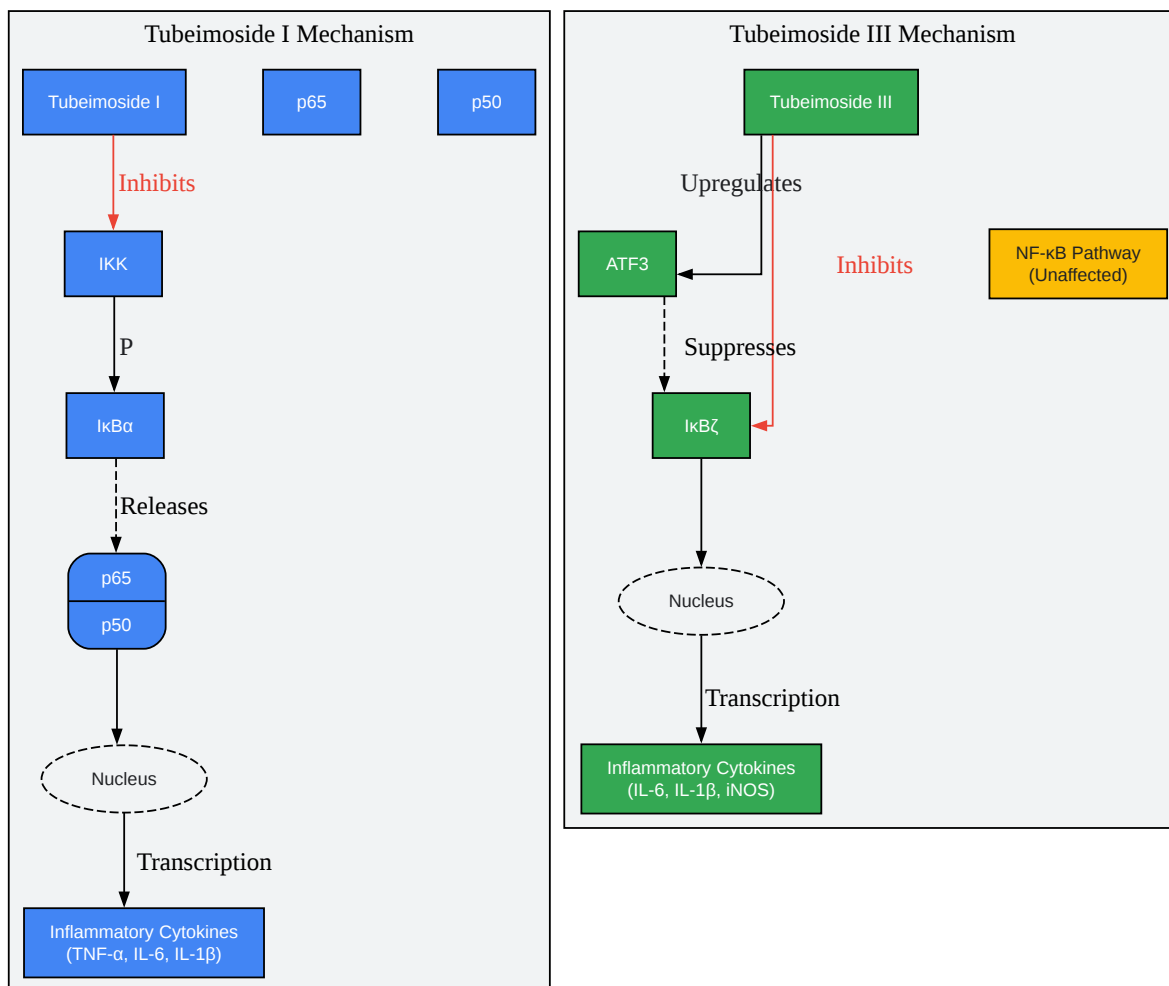 Tubeimoside I Mechanism
Tubeimoside I
p65
p50
Inhibits
IKK
P
IκBα
Releases
p65
p50
Nucleus
Transcription
Inflammatory Cytokines
(TNF-α, IL-6, IL-1β)
Tubeimoside III Mechanism
Tubeimoside III
Upregulates
ATF3
Inhibits
NF-κB Pathway
(Unaffected)
Suppresses
IκBζ
Nucleus
Transcription
Inflammatory Cytokines
(IL-6, IL-1β, iNOS)